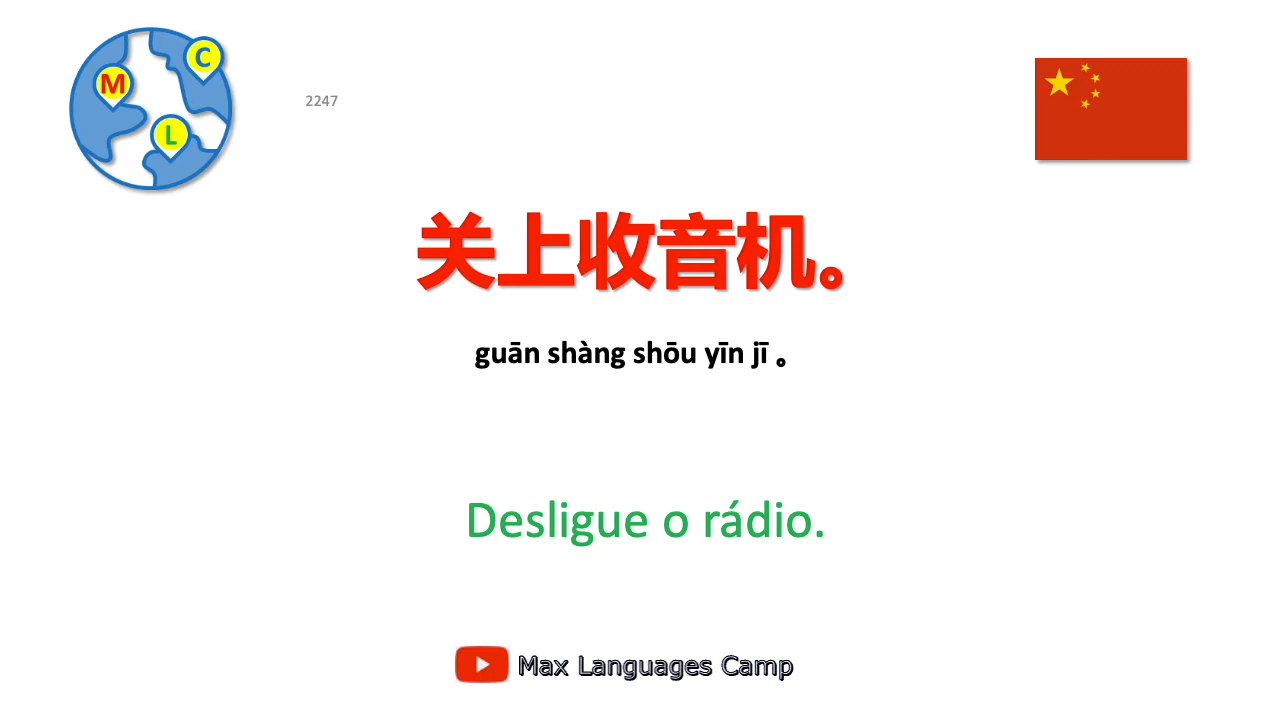 C
M
L
2247
关上收音机。
guān shàng shōu yīn jī 。
Desligue o rádio.
Max Languages Camp